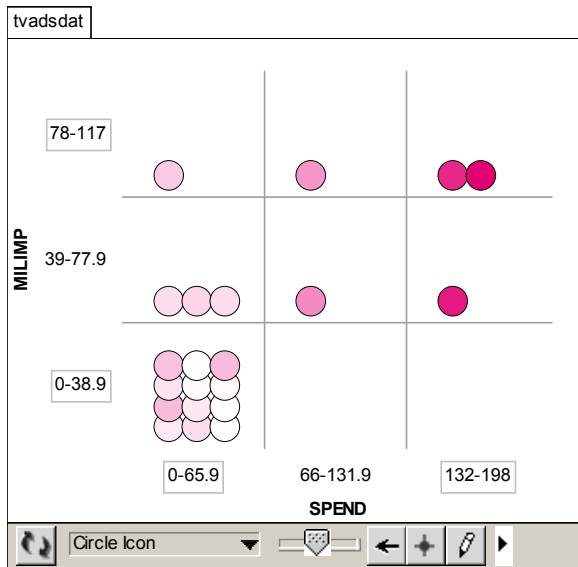 tvadsdat
78-117
MILIMP
39-77.9
0-38.9
0-65.9 66-131.9 132-198
SPEND
Circle Icon